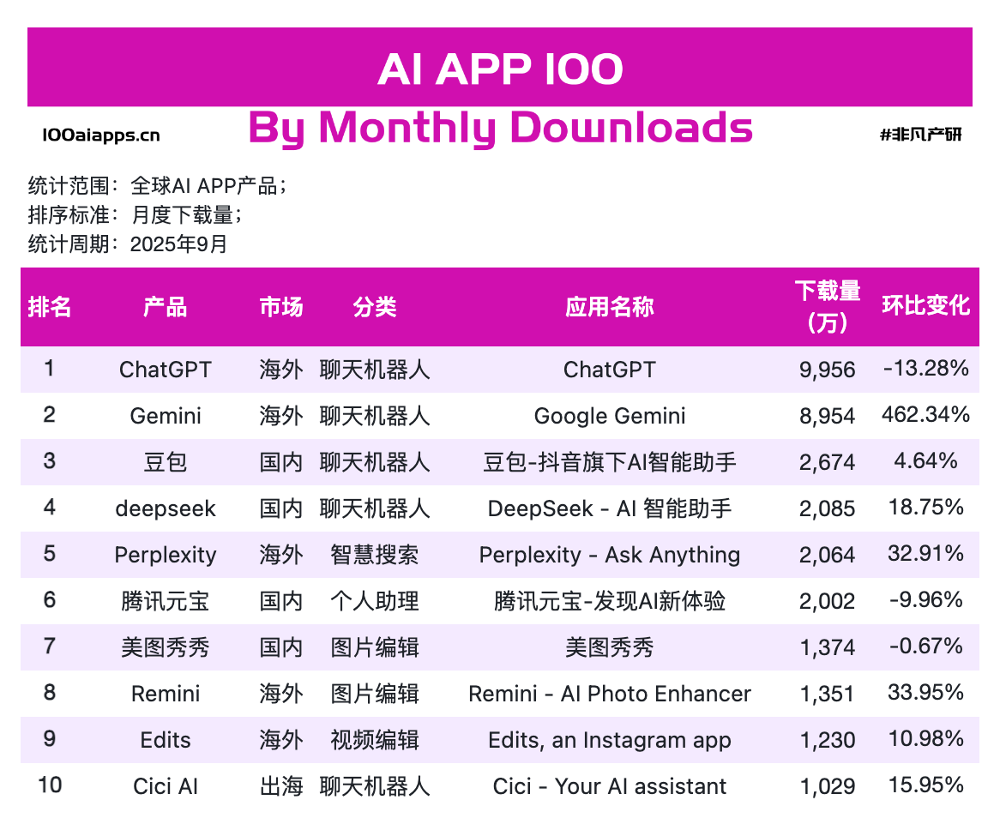 AI APP 100
By Monthly Downloads
100aiapps.cn
#非凡产研
统计范围：全球AI APP产品；
排序标准：月度下载量；
统计周期：2025年9月
排名 产品 市场 分类 应用名称 下载量（万） 环比变化
1 ChatGPT 海外 聊天机器人 ChatGPT 9,956 -13.28%
2 Gemini 海外 聊天机器人 Google Gemini 8,954 462.34%
3 豆包 国内 聊天机器人 豆包-抖音旗下AI智能助手 2,674 4.64%
4 deepseek 国内 聊天机器人 DeepSeek - AI 智能助手 2,085 18.75%
5 Perplexity 海外 智慧搜索 Perplexity - Ask Anything 2,064 32.91%
6 腾讯元宝 国内 个人助理 腾讯元宝-发现AI新体验 2,002 -9.96%
7 美图秀秀 国内 图片编辑 美图秀秀 1,374 -0.67%
8 Remini 海外 图片编辑 Remini - AI Photo Enhancer 1,351 33.95%
9 Edits 海外 视频编辑 Edits, an Instagram app 1,230 10.98%
10 Cici AI 出海 聊天机器人 Cici - Your AI assistant 1,029 15.95%